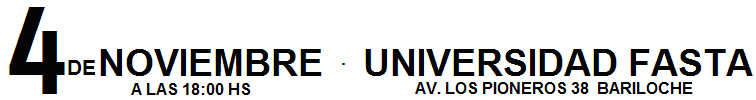 4 DE NOVIEMBRE · UNIVERSIDAD FASTA
A LAS 18:00 HS AV. LOS PIONEROS 38 BARILOCHE